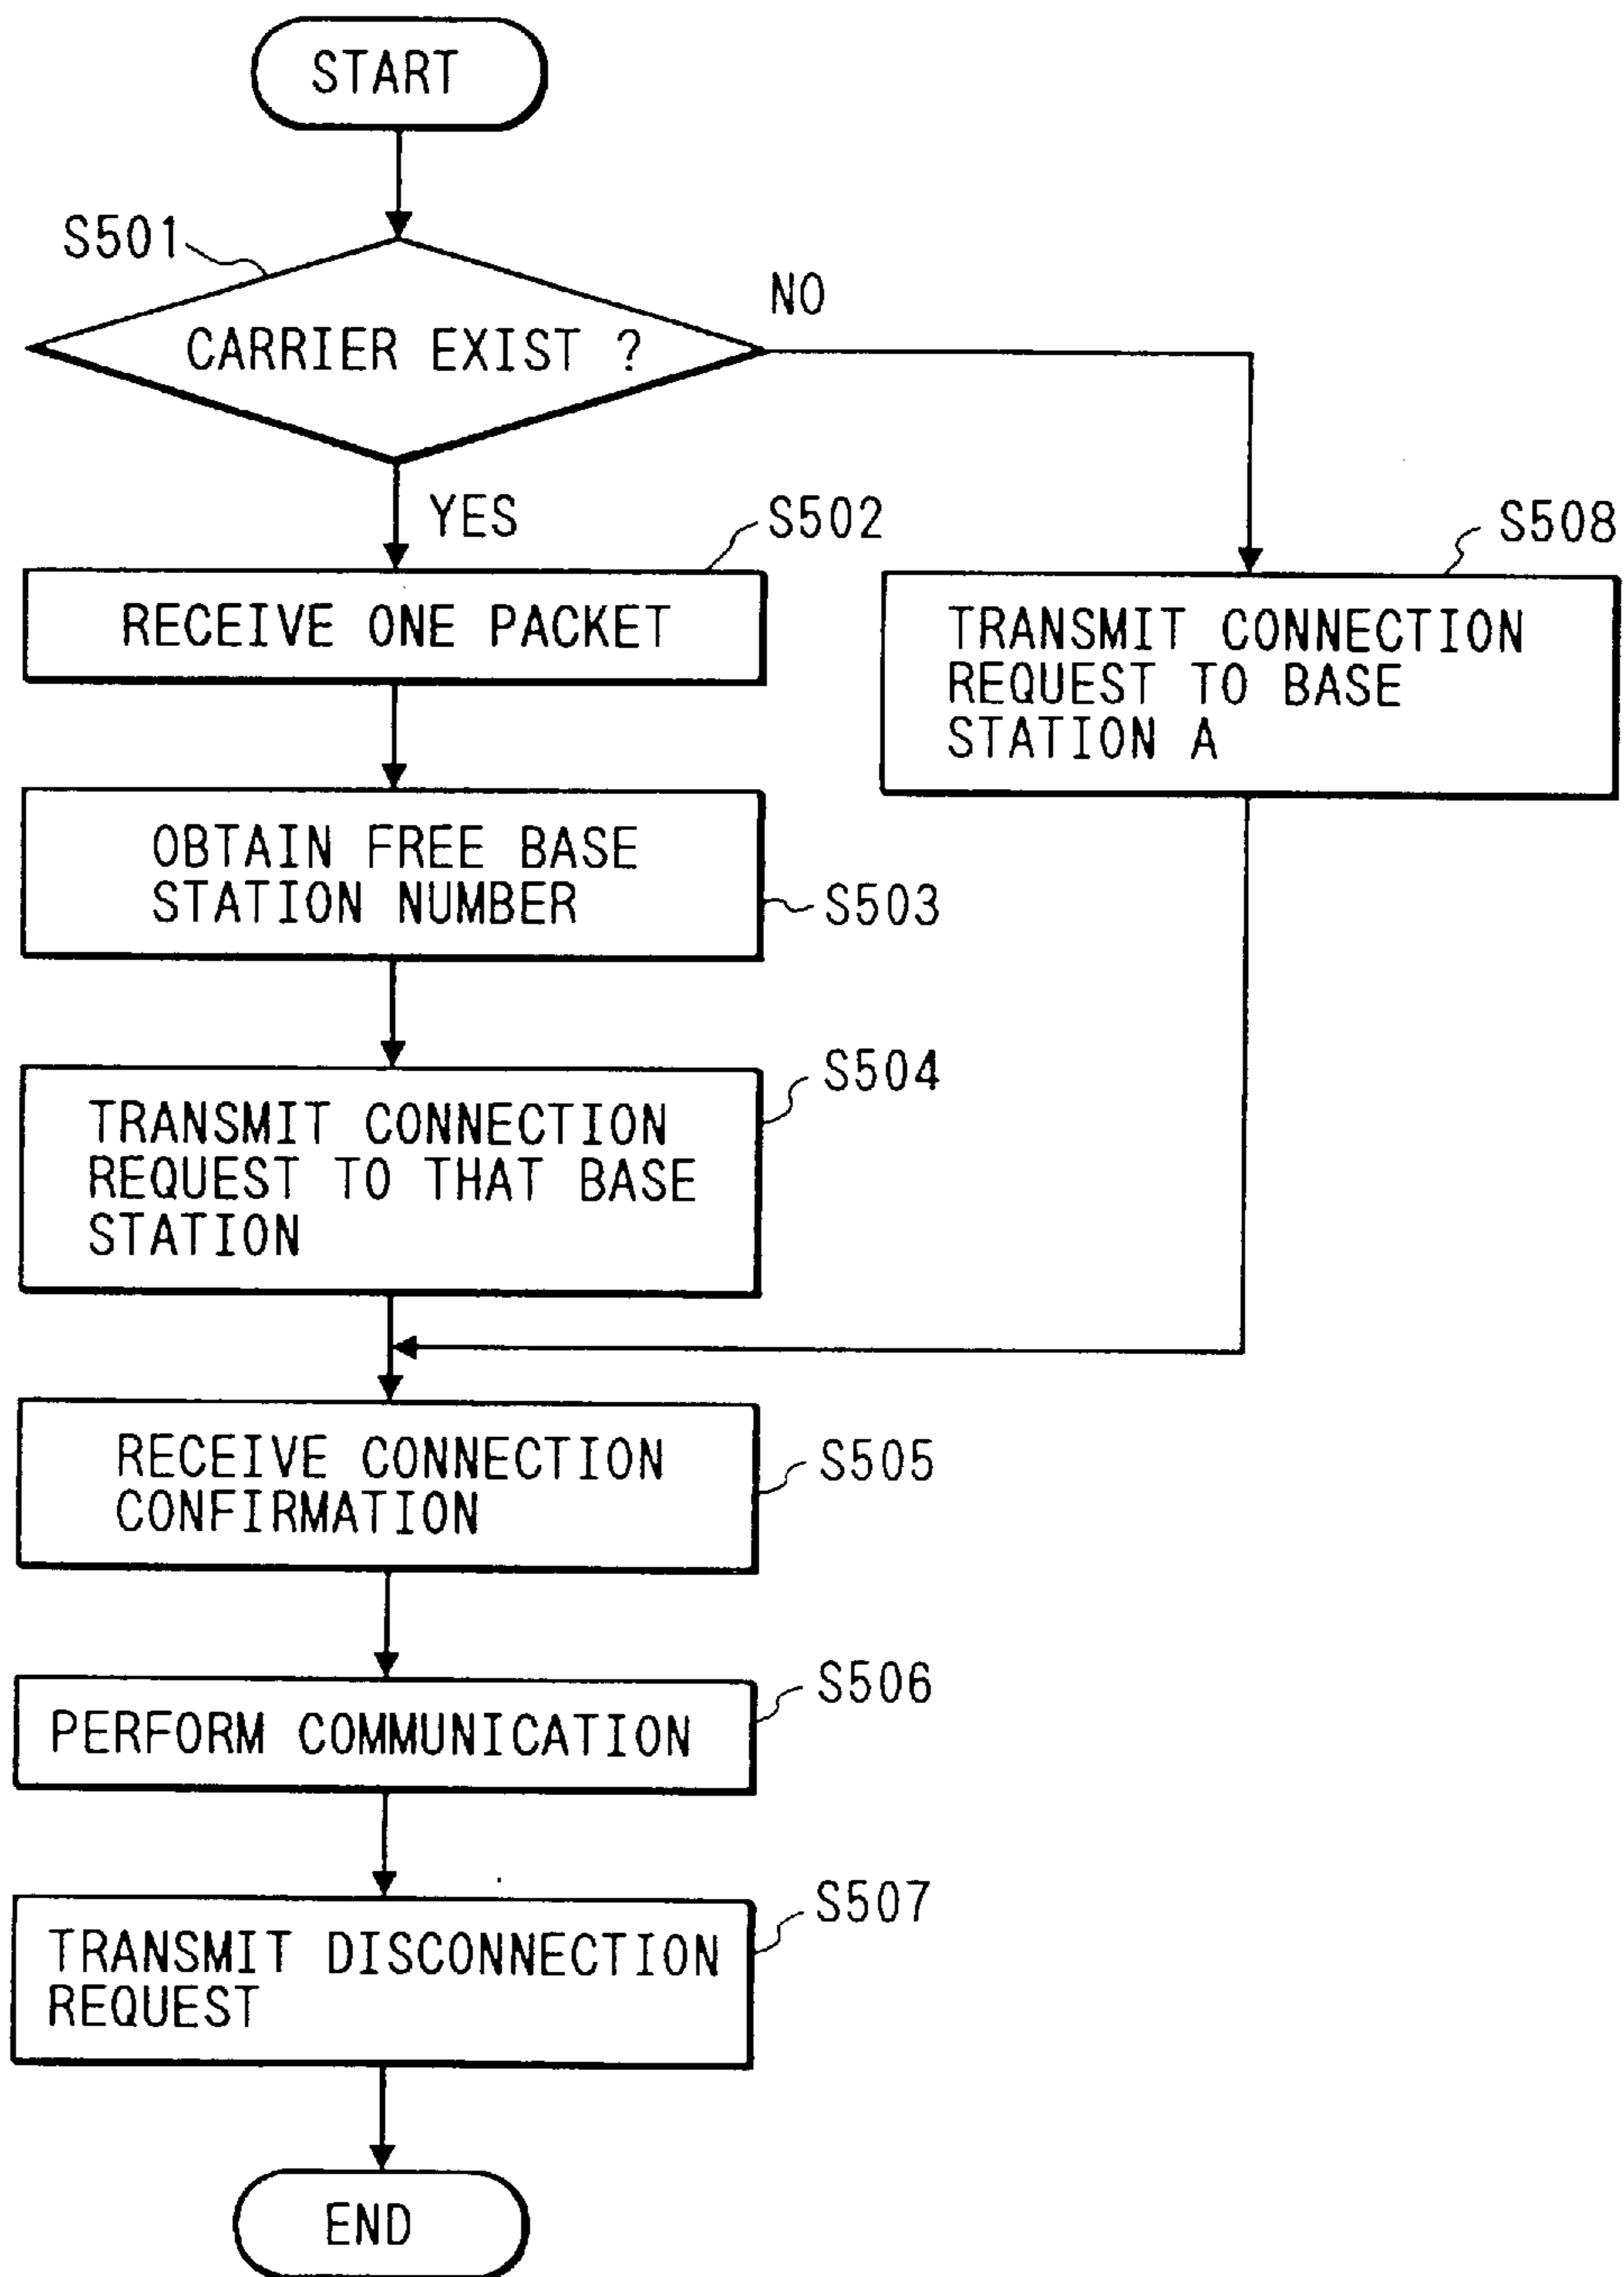 START
S501
CARRIER EXIST ?
NO
YES
S502
RECEIVE ONE PACKET
S508
TRANSMIT CONNECTION
REQUEST TO BASE
STATION A
OBTAIN FREE BASE
STATION NUMBER
S503
S504
TRANSMIT CONNECTION
REQUEST TO THAT BASE
STATION
RECEIVE CONNECTION
CONFIRMATION
S505
S506
PERFORM COMMUNICATION
S507
TRANSMIT DISCONNECTION
REQUEST
END